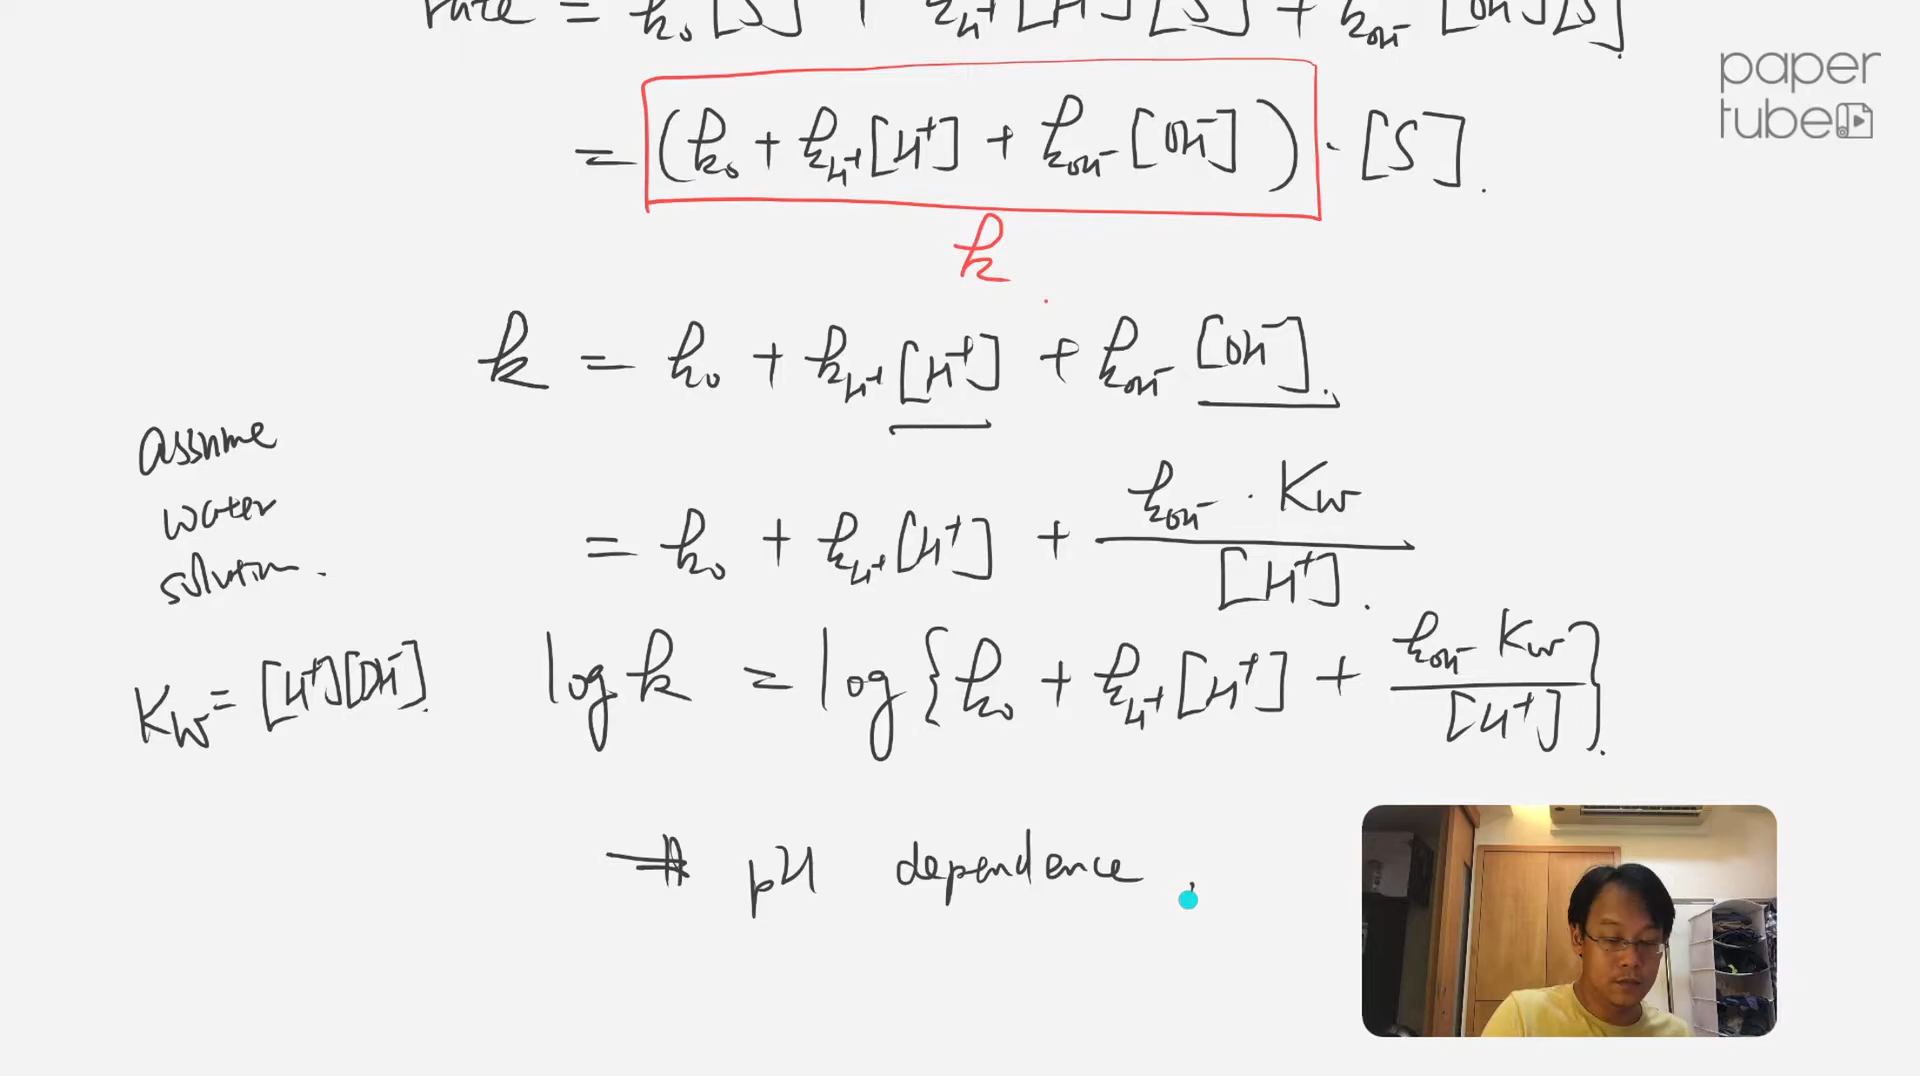 rate = k₀[S] + k_H⁺[H⁺][S] + k_OH⁻[OH⁻][S].
paper
tube
= (k₀ + k_H⁺[H⁺] + k_OH⁻[OH⁻]) · [S].
k
k = k₀ + k_H⁺[H⁺] + k_OH⁻[OH⁻].
assume
water
solution.
= k₀ + k_H⁺[H⁺] + k_OH⁻ · Kw / [H⁺].
Kw = [H⁺][OH⁻].
log k = log {k₀ + k_H⁺[H⁺] + k_OH⁻ Kw / [H⁺]}.
pH dependence.